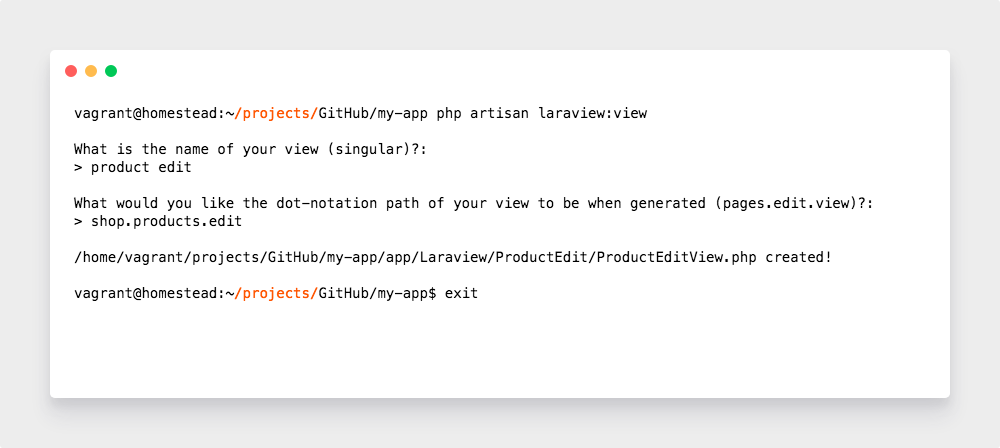 vagrant@homestead:~/projects/GitHub/my-app php artisan laraview:view
What is the name of your view (singular)?:
> product edit
What would you like the dot-notation path of your view to be when generated (pages.edit.view)?:
> shop.products.edit
/home/vagrant/projects/GitHub/my-app/app/Laraview/ProductEdit/ProductEditView.php created!
vagrant@homestead:~/projects/GitHub/my-app$ exit